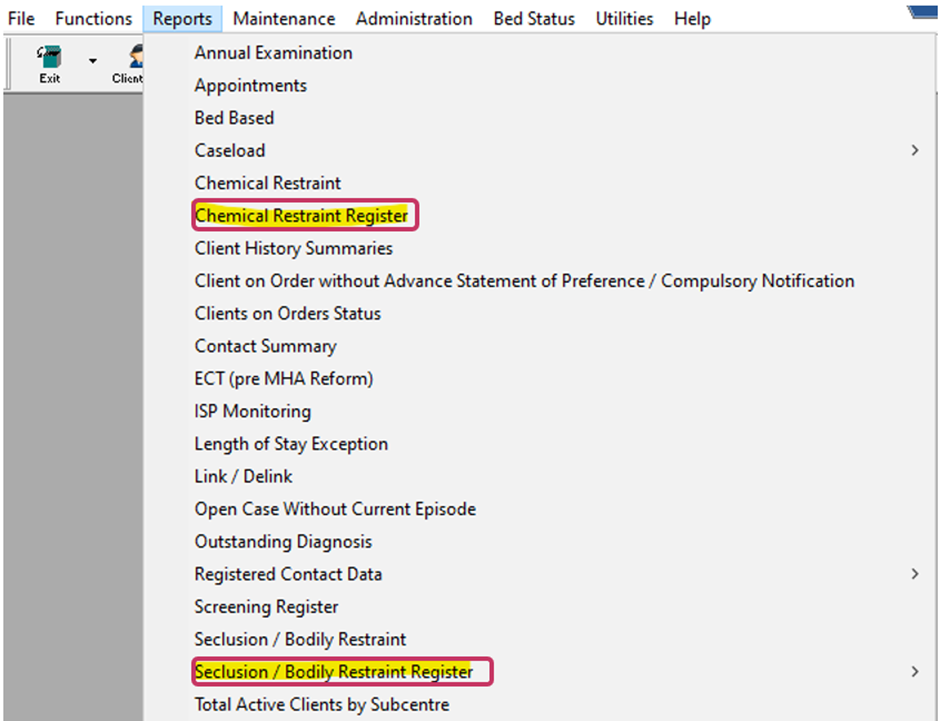 File Functions Reports Maintenance Administration Bed Status Utilities Help
Exit Client
Annual Examination
Appointments
Bed Based
Caseload
Chemical Restraint
Chemical Restraint Register
Client History Summaries
Client on Order without Advance Statement of Preference / Compulsory Notification
Clients on Orders Status
Contact Summary
ECT (pre MHA Reform)
ISP Monitoring
Length of Stay Exception
Link / Delink
Open Case Without Current Episode
Outstanding Diagnosis
Registered Contact Data
Screening Register
Seclusion / Bodily Restraint
Seclusion / Bodily Restraint Register
Total Active Clients by Subcentre